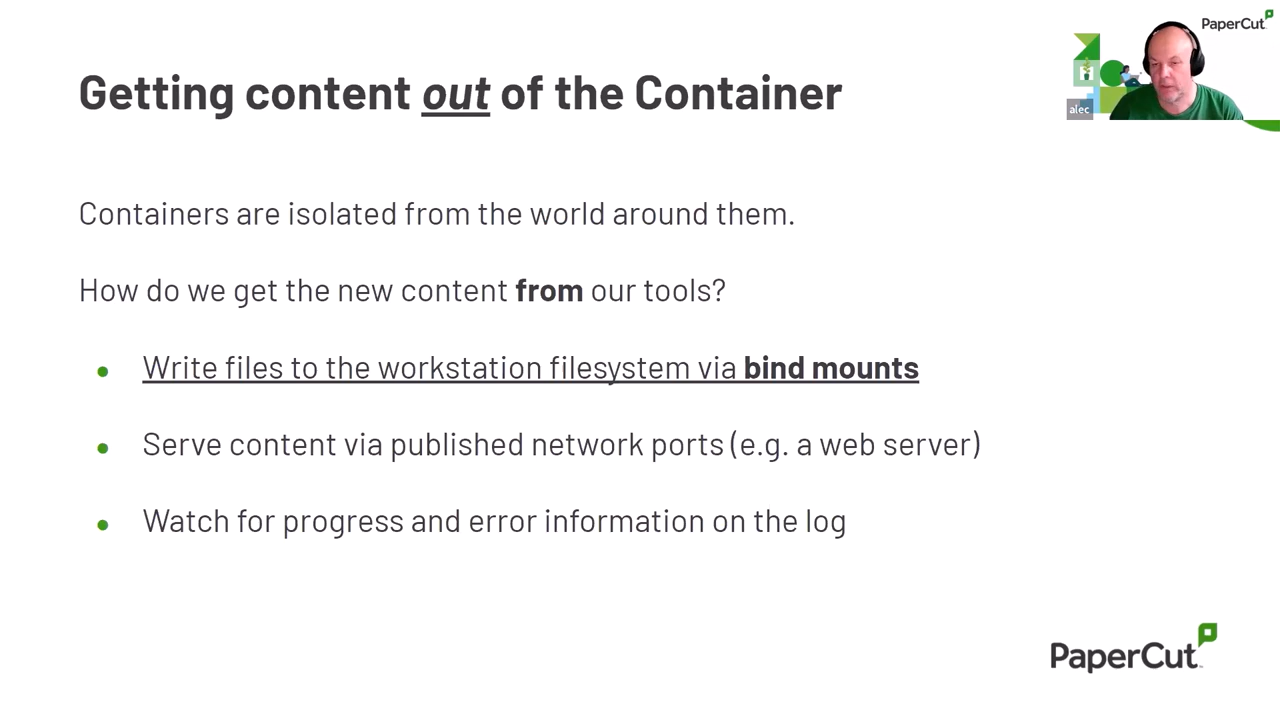 PaperCut
Getting content out of the Container
alec
Containers are isolated from the world around them.
How do we get the new content from our tools?
Write files to the workstation filesystem via bind mounts
Serve content via published network ports (e.g. a web server)
Watch for progress and error information on the log
PaperCut